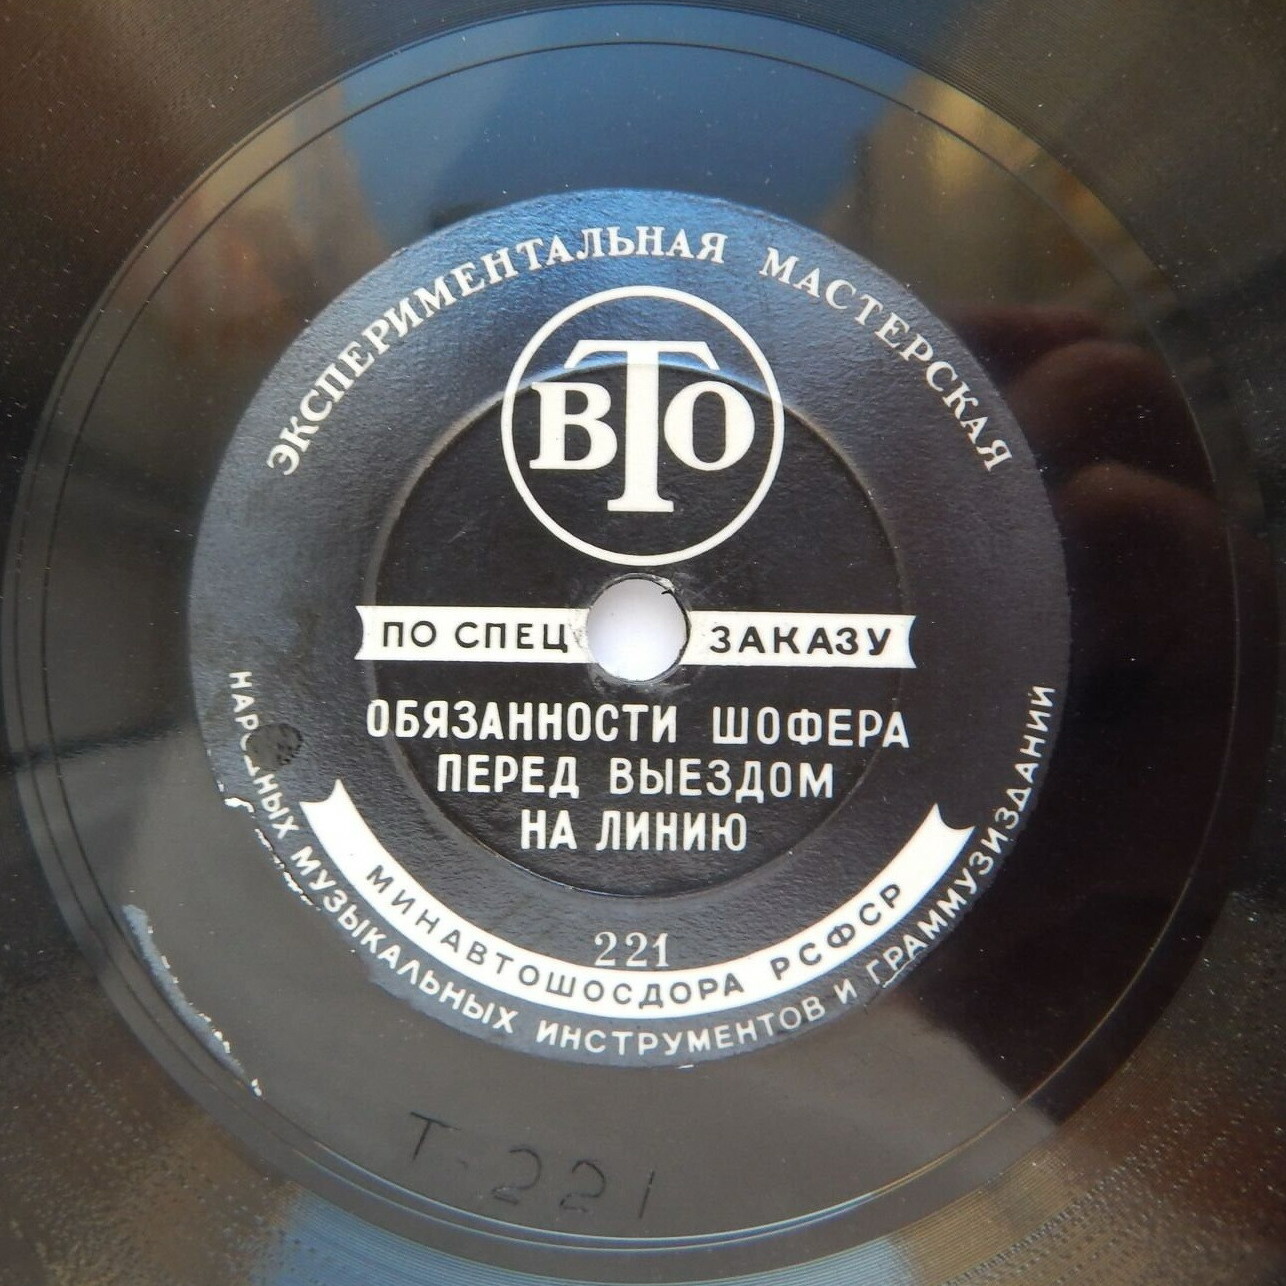 ЭКСПЕРИМЕНТАЛЬНАЯ МАСТЕРСКАЯ
ВТО
ПО СПЕЦ ЗАКАЗУ
ОБЯЗАННОСТИ ШОФЕРА
ПЕРЕД ВЫЕЗДОМ
НА ЛИНИЮ
221
МИНАВТОШОСДОРА РСФСР
НАРОДНЫХ МУЗЫКАЛЬНЫХ ИНСТРУМЕНТОВ И ГРАММУЗИЗДАНИЙ
Т-221